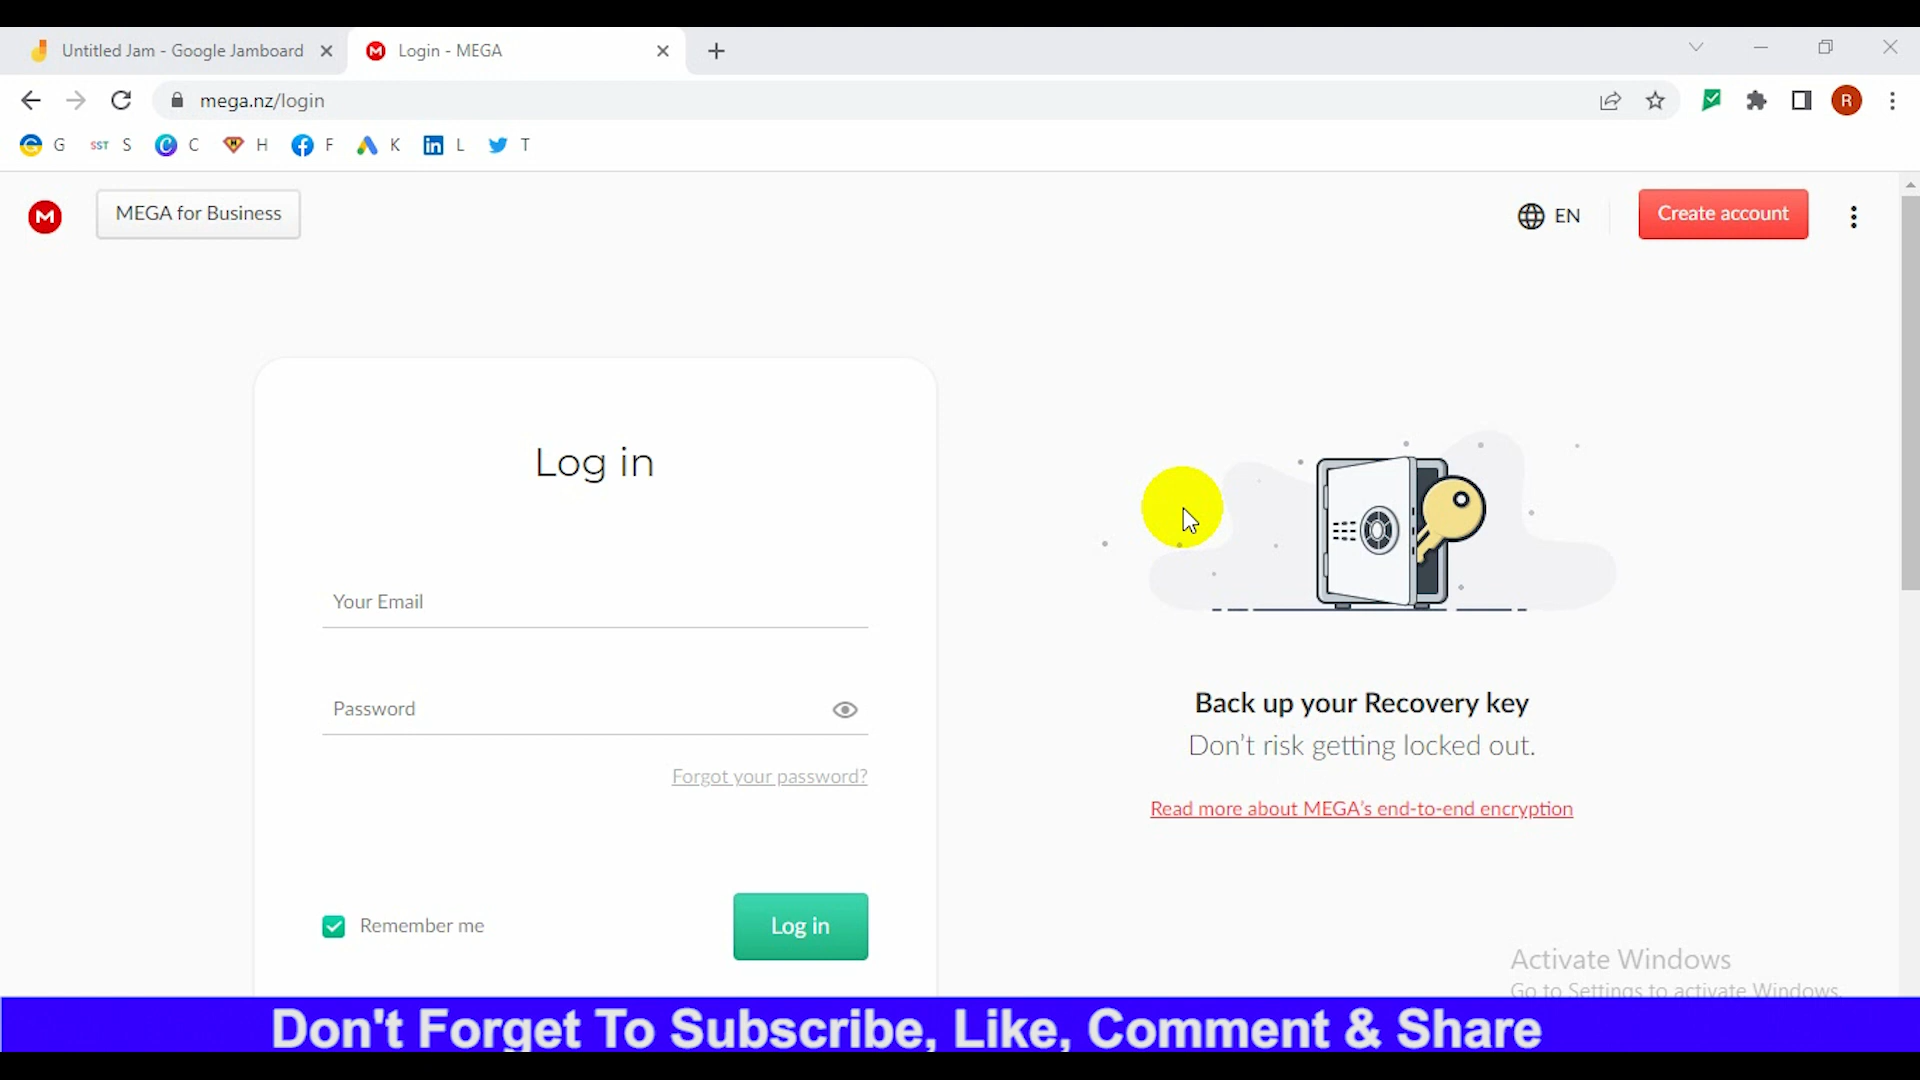 Untitled Jam - Google Jamboard
Login - MEGA
mega.nz/login
R
G
SST S
C
H
F
K
in L
T
M
MEGA for Business
EN
Create account
Log in
Your Email
Password
Forgot your password?
Remember me
Log in
Back up your Recovery key
Don't risk getting locked out.
Read more about MEGA's end-to-end encryption
Activate Windows
Go to Settings to activate Windows.
Don't Forget To Subscribe, Like, Comment & Share